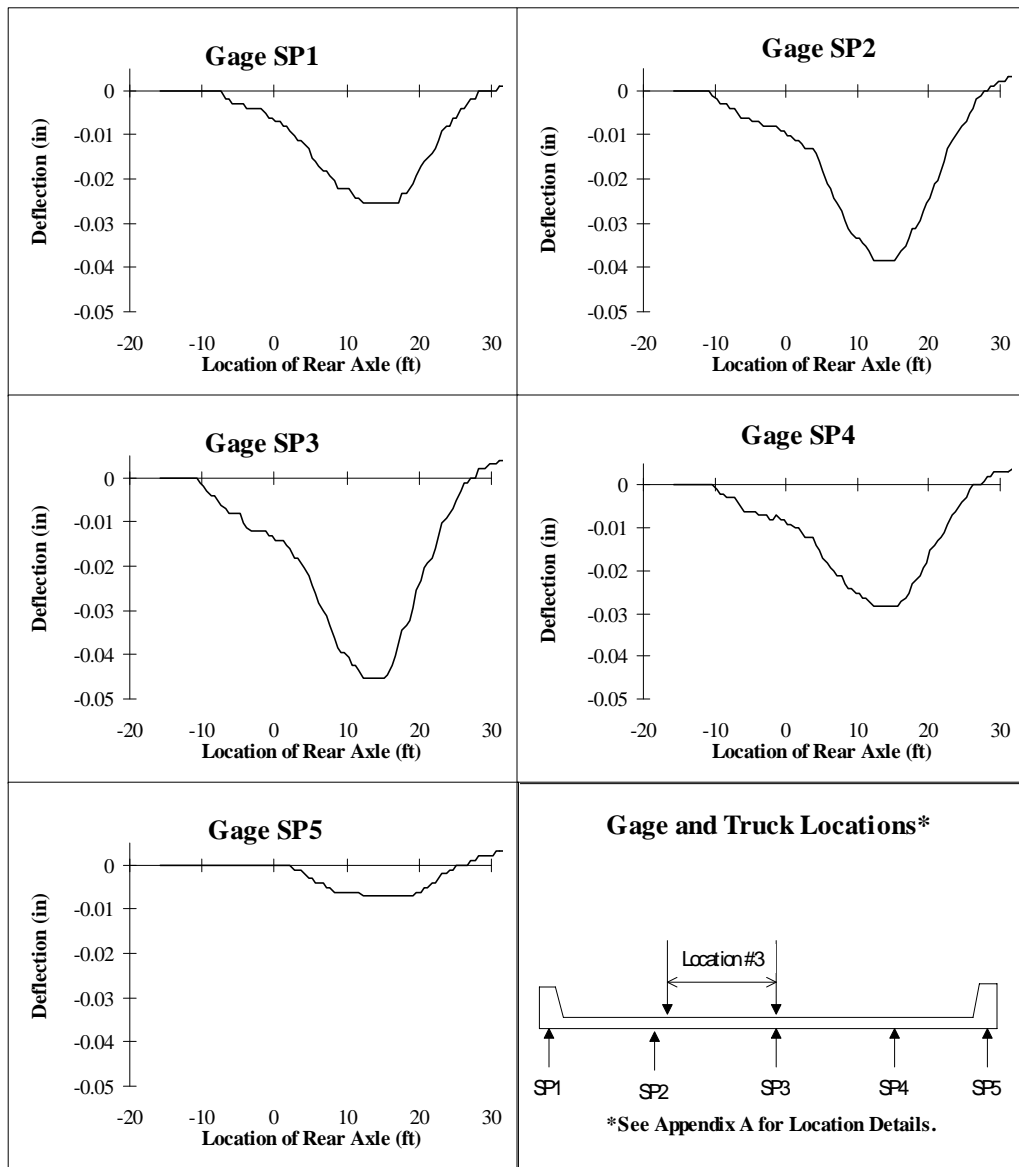 Gage SP1
Deflection (in)
0
-0.01
-0.02
-0.03
-0.04
-0.05
-20 -10 0 10 20 30
Location of Rear Axle (ft)
Gage SP2
Deflection (in)
0
-0.01
-0.02
-0.03
-0.04
-0.05
-20 -10 0 10 20 30
Location of Rear Axle (ft)
Gage SP3
Deflection (in)
0
-0.01
-0.02
-0.03
-0.04
-0.05
-20 -10 0 10 20 30
Location of Rear Axle (ft)
Gage SP4
Deflection (in)
0
-0.01
-0.02
-0.03
-0.04
-0.05
-20 -10 0 10 20 30
Location of Rear Axle (ft)
Gage SP5
Deflection (in)
0
-0.01
-0.02
-0.03
-0.04
-0.05
-20 -10 0 10 20 30
Location of Rear Axle (ft)
Gage and Truck Locations*
Location #3
SP1 SP2 SP3 SP4 SP5
*See Appendix A for Location Details.